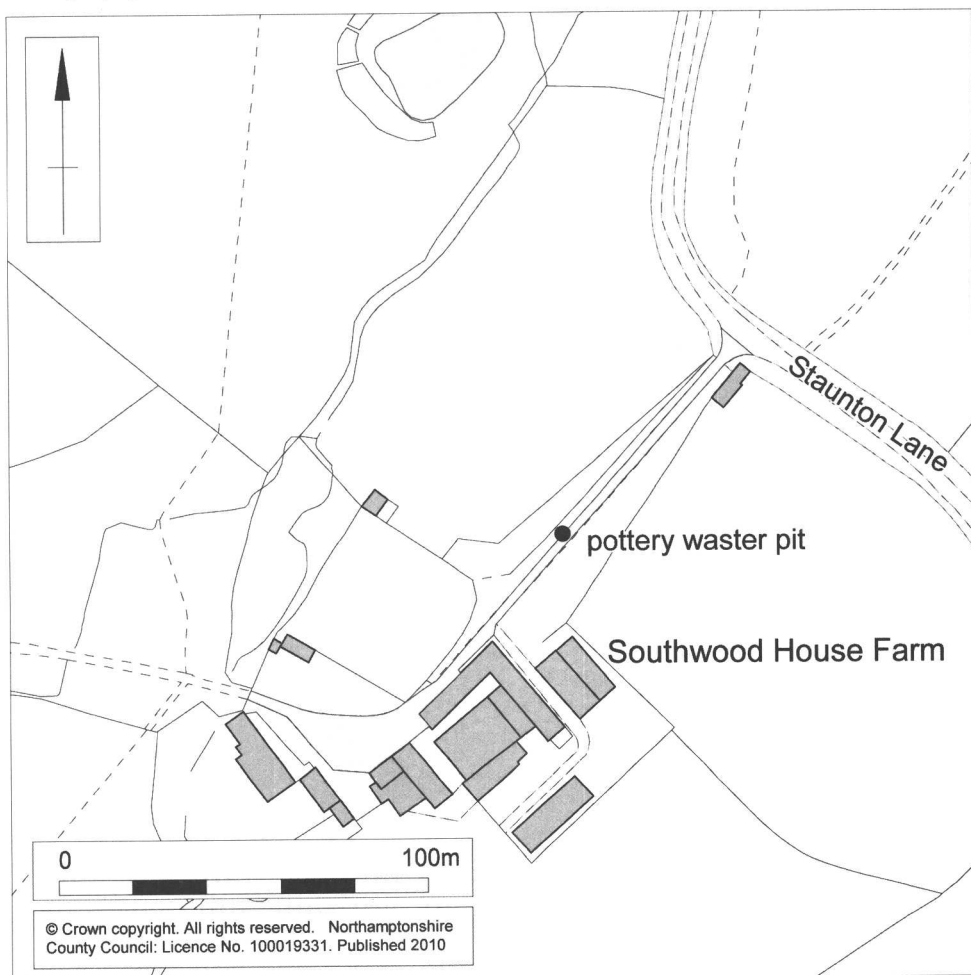 Staunton Lane
pottery waster pit
Southwood House Farm
0 100m
© Crown copyright. All rights reserved. Northamptonshire
County Council: Licence No. 100019331. Published 2010